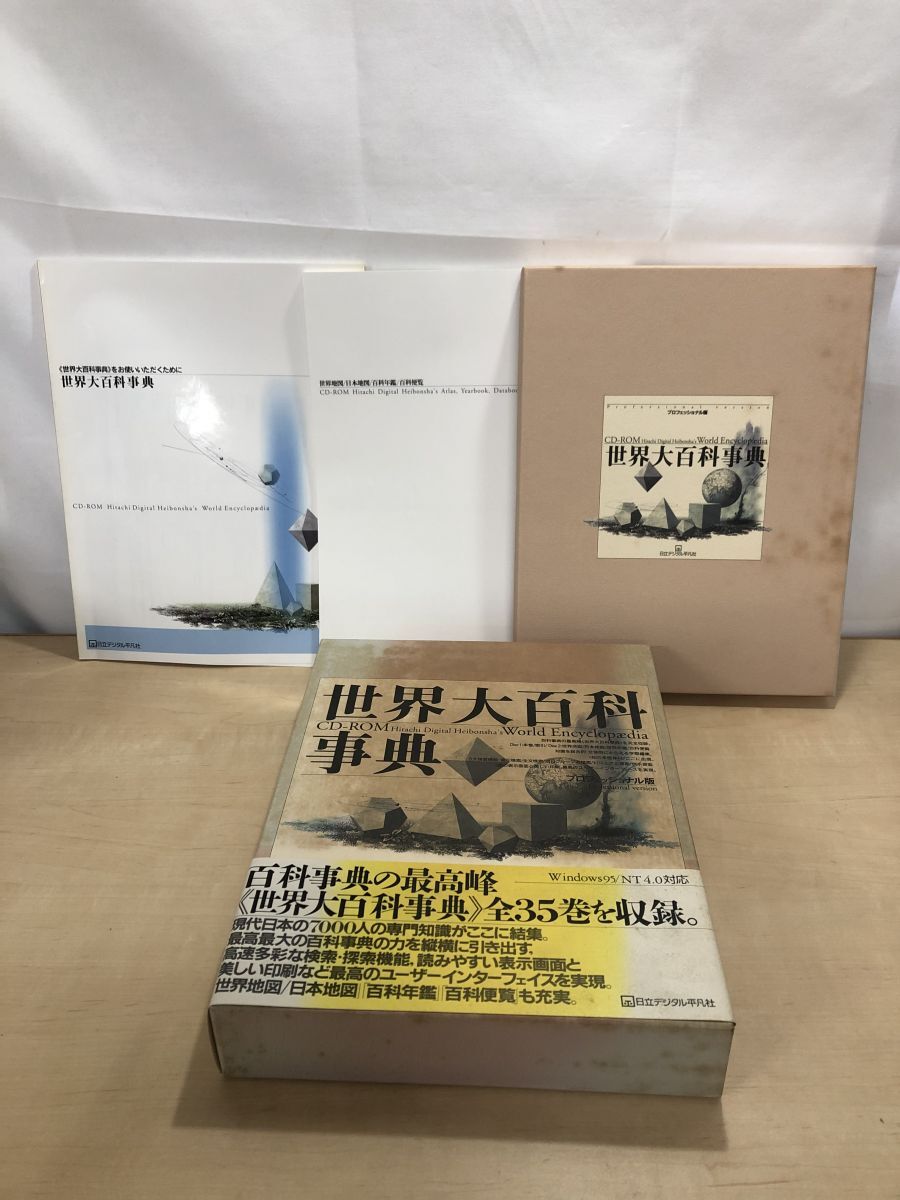 《世界大百科事典》をお使いいただくために
世界大百科事典
CD-ROM Hitachi Digital Heibonsha's World Encyclopædia
日立デジタル平凡社
世界地図/日本地図/百科年鑑/百科便覧
CD-ROM Hitachi Digital Heibonsha's Atlas, Yearbook, Databoo
Professional version
プロフェッショナル版
CD-ROM Hitachi Digital Heibonsha's World Encyclopædia
世界大百科事典
日立デジタル平凡社
世界大百科
CD-ROM Hitachi Digital Heibonsha's World Encyclopædia
事典
プロフェッショナル版
version
Windows95/NT 4.0対応
百科事典の最高峰
《世界大百科事典》全35巻を収録。
現代日本の7000人の専門知識がここに結集。
最高最大の百科事典の力を縦横に引き出す、
高速多彩な検索・探索機能、読みやすい表示画面と
美しい印刷など最高のユーザーインターフェイスを実現。
世界地図/日本地図「百科年鑑」「百科便覧」も充実。
日立デジタル平凡社